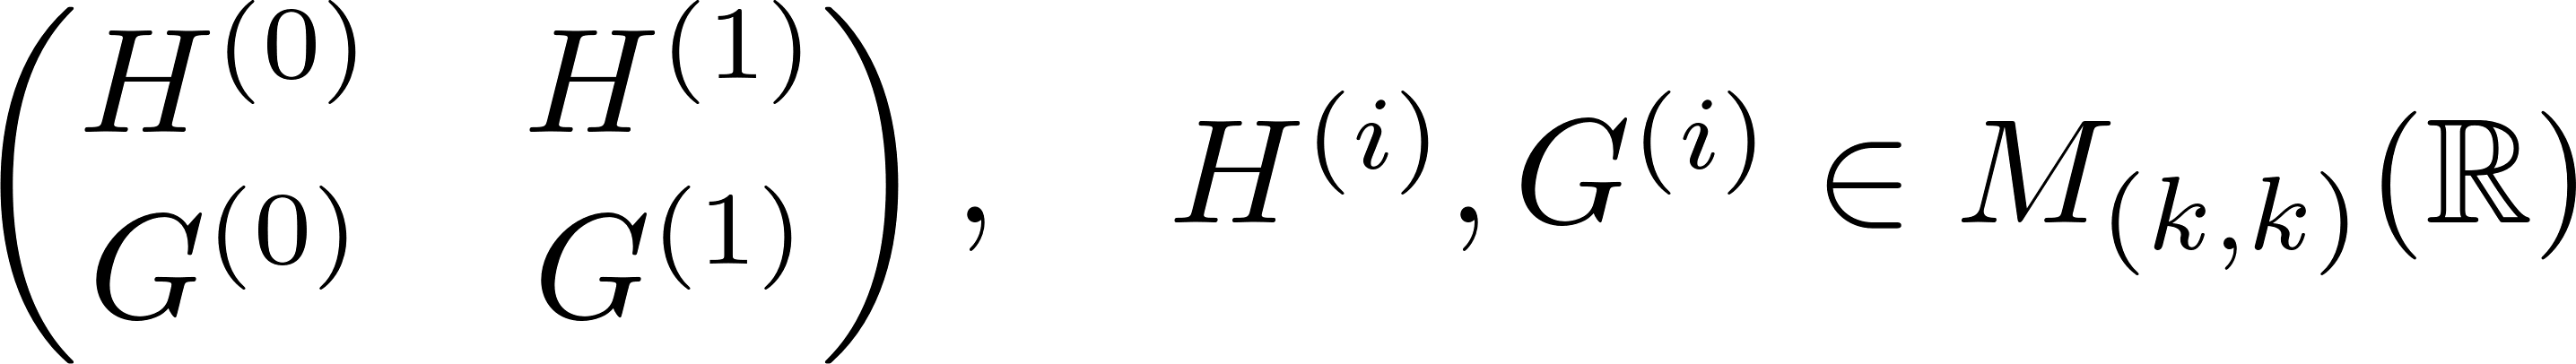 \begin{pmatrix} H^{(0)} & H^{(1)} \\ G^{(0)} & G^{(1)} \end{pmatrix}, \quad H^{(i)}, G^{(i)} \in M_{(k,k)}(\mathbb{R})